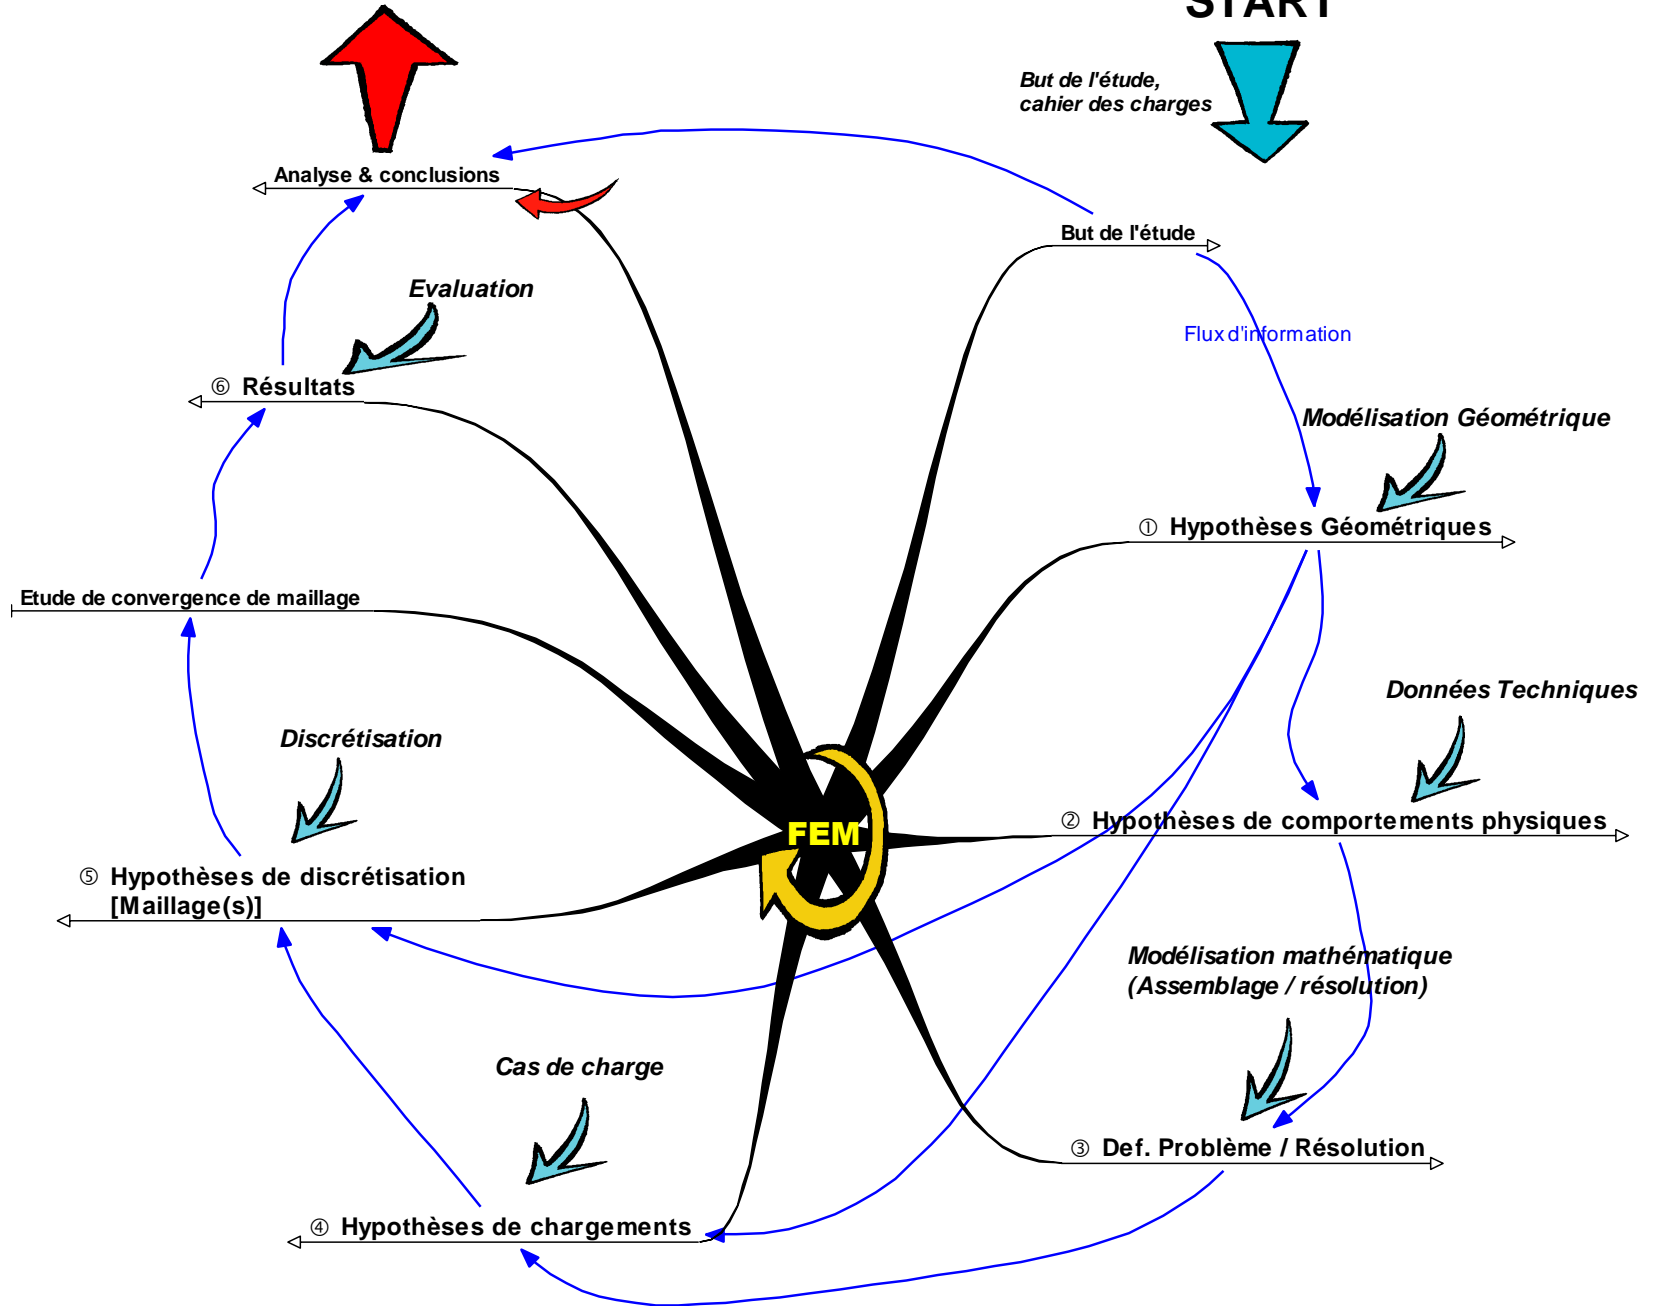 START
But de l'étude,
cahier des charges
Analyse & conclusions
But de l'étude
Evaluation
Flux d'information
⑥ Résultats
Modélisation Géométrique
① Hypothèses Géométriques
Etude de convergence de maillage
Données Techniques
Discrétisation
② Hypothèses de comportements physiques
FEM
⑤ Hypothèses de discrétisation
[Maillage(s)]
Modélisation mathématique
(Assemblage / résolution)
Cas de charge
③ Def. Problème / Résolution
④ Hypothèses de chargements